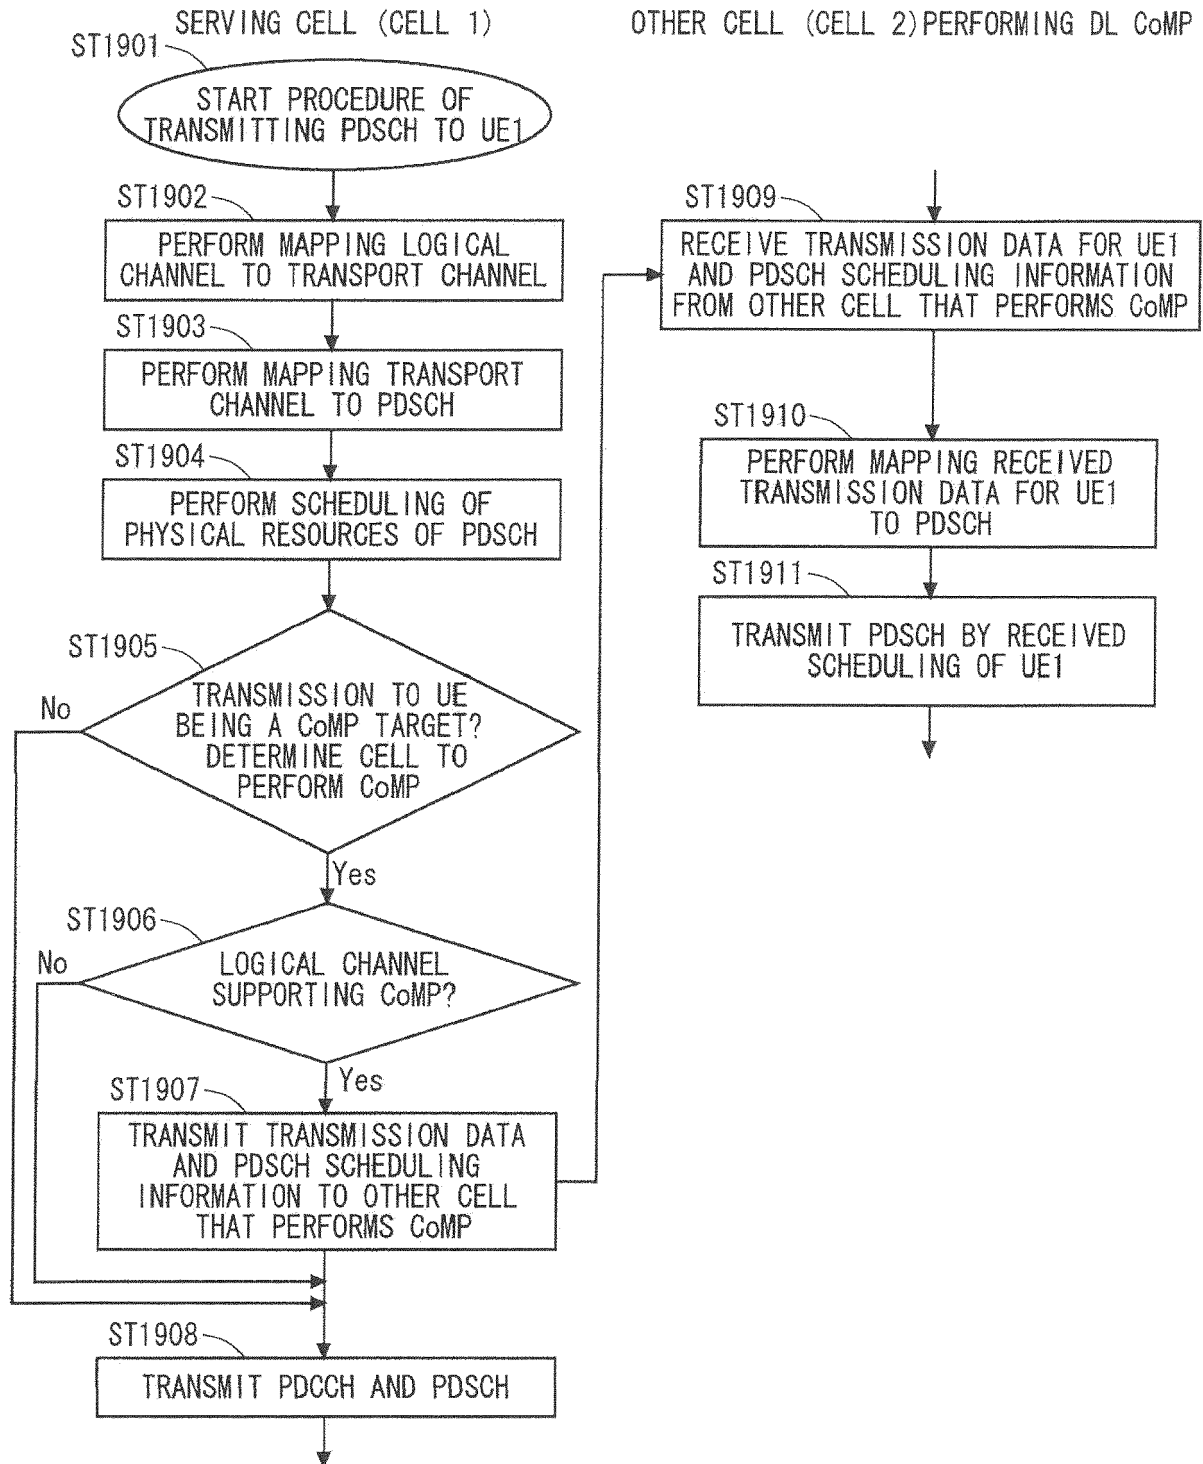 SERVING CELL (CELL 1)
OTHER CELL (CELL 2)PERFORMING DL CoMP
ST1901
START PROCEDURE OF
TRANSMITTING PDSCH TO UE1
ST1902
PERFORM MAPPING LOGICAL
CHANNEL TO TRANSPORT CHANNEL
ST1903
PERFORM MAPPING TRANSPORT
CHANNEL TO PDSCH
ST1904
PERFORM SCHEDULING OF
PHYSICAL RESOURCES OF PDSCH
ST1905
No
TRANSMISSION TO UE
BEING A CoMP TARGET?
DETERMINE CELL TO
PERFORM CoMP
Yes
ST1906
No
LOGICAL CHANNEL
SUPPORTING CoMP?
Yes
ST1907
TRANSMIT TRANSMISSION DATA
AND PDSCH SCHEDULING
INFORMATION TO OTHER CELL
THAT PERFORMS CoMP
ST1908
TRANSMIT PDCCH AND PDSCH
ST1909
RECEIVE TRANSMISSION DATA FOR UE1
AND PDSCH SCHEDULING INFORMATION
FROM OTHER CELL THAT PERFORMS CoMP
ST1910
PERFORM MAPPING RECEIVED
TRANSMISSION DATA FOR UE1
TO PDSCH
ST1911
TRANSMIT PDSCH BY RECEIVED
SCHEDULING OF UE1